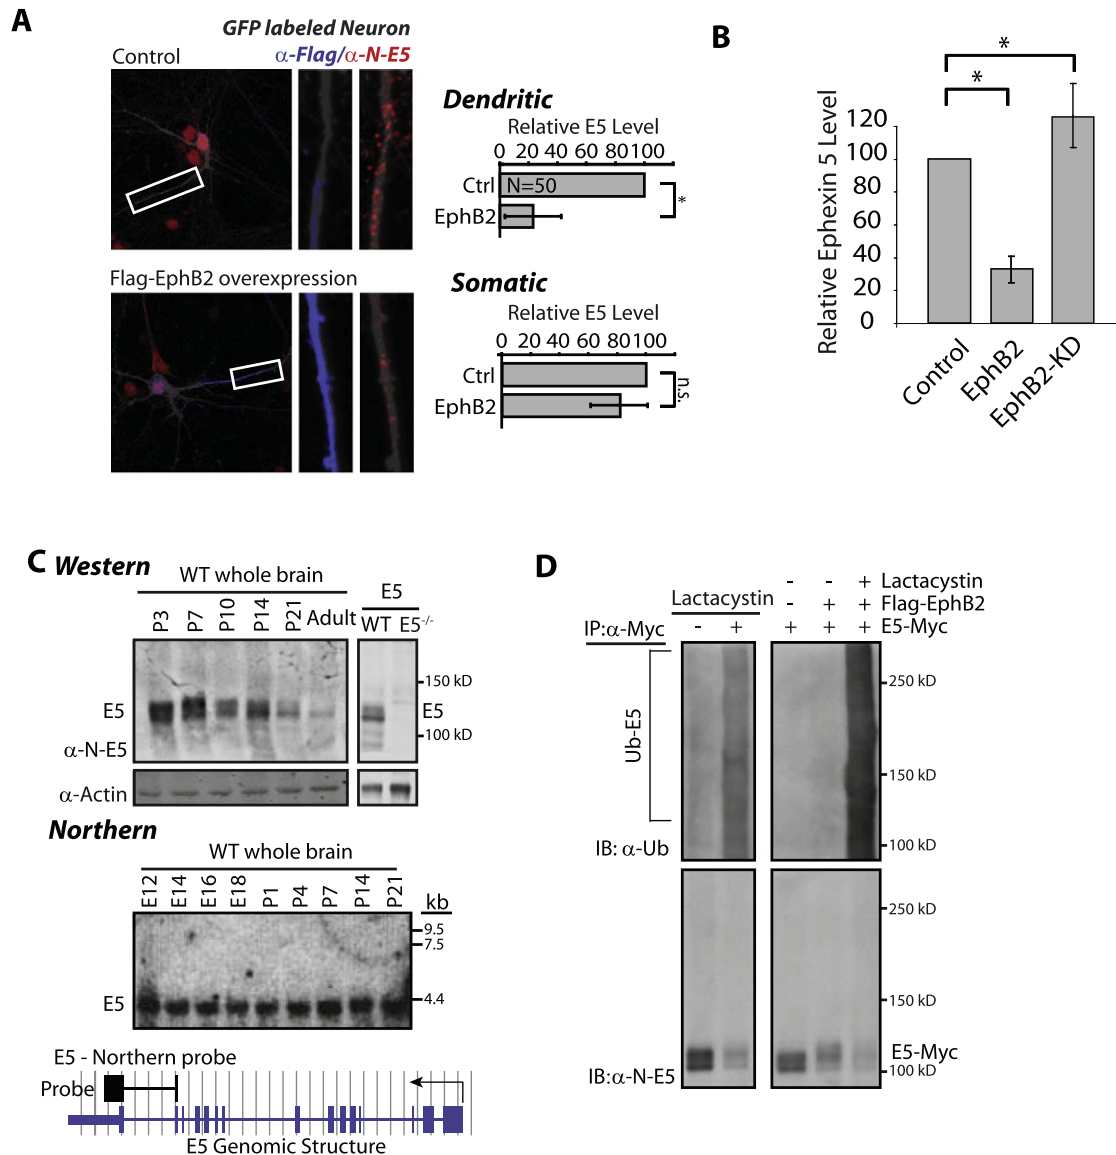 A
GFP labeled Neuron
Control
α-Flag/α-N-E5
Flag-EphB2 overexpression
Dendritic
Relative E5 Level
0 20 40 60 80 100
Ctrl
N=50
EphB2
*
Somatic
Relative E5 Level
0 20 40 60 80 100
Ctrl
EphB2
n.s.
B
Relative Ephexin 5 Level
120
100
80
60
40
20
0
*
*
Control
EphB2
EphB2-KD
C
Western
WT whole brain
P3 P7 P10 P14 P21 Adult
E5
WT E5-/-
150 kD
E5
E5
100 kD
α-N-E5
α-Actin
Northern
WT whole brain
E12 E14 E16 E18 P1 P4 P7 P14 P21
kb
9.5
7.5
E5
4.4
E5 - Northern probe
Probe
E5 Genomic Structure
D
- - + Lactacystin
Lactacystin
- + + Flag-EphB2
IP:α-Myc
- +
+ + + E5-Myc
Ub-E5
250 kD
150 kD
100 kD
IB: α-Ub
250 kD
150 kD
E5-Myc
100 kD
IB:α-N-E5